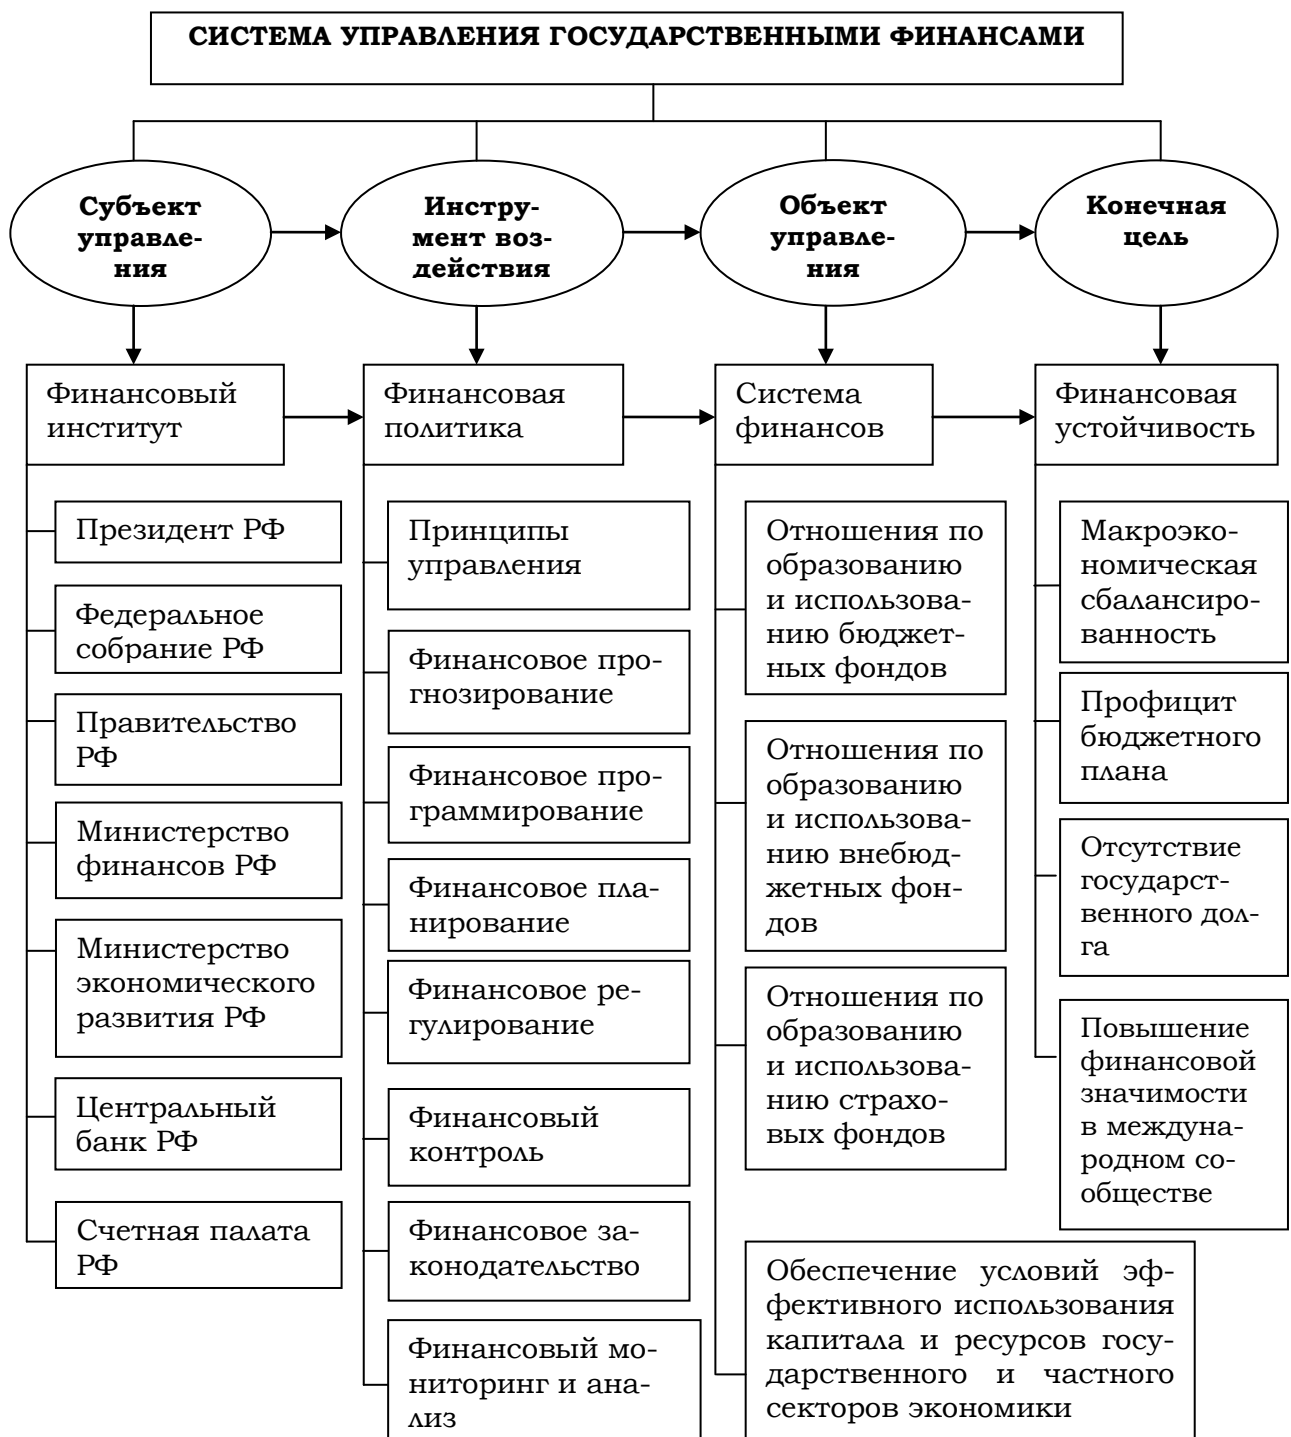 СИСТЕМА УПРАВЛЕНИЯ ГОСУДАРСТВЕННЫМИ ФИНАНСАМИ
Субъект
управле-
ния
Инстру-
мент воз-
действия
Объект
управле-
ния
Конечная
цель
Финансовый
институт
Финансовая
политика
Система
финансов
Финансовая
устойчивость
Президент РФ
Федеральное
собрание РФ
Правительство
РФ
Министерство
финансов РФ
Министерство
экономического
развития РФ
Центральный
банк РФ
Счетная палата
РФ
Принципы
управления
Финансовое про-
гнозирование
Финансовое про-
граммирование
Финансовое пла-
нирование
Финансовое ре-
гулирование
Финансовый
контроль
Финансовое за-
конодательство
Финансовый мо-
ниторинг и ана-
лиз
Отношения по
образованию
и использова-
нию бюджет-
ных фондов
Отношения по
образованию
и использова-
нию внебюд-
жетных фон-
дов
Отношения по
образованию
и использова-
нию страхо-
вых фондов
Обеспечение условий эф-
фективного использования
капитала и ресурсов госу-
дарственного и частного
секторов экономики
Макроэко-
номическая
сбалансиро-
ванность
Профицит
бюджетного
плана
Отсутствие
государст-
венного дол-
га
Повышение
финансовой
значимости
в междуна-
родном со-
обществе